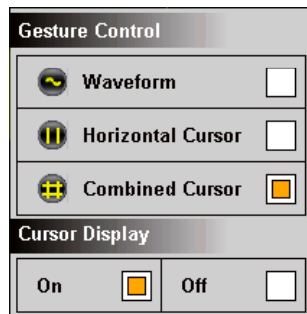 Gesture Control
Waveform
Horizontal Cursor
Combined Cursor
Cursor Display
On Off